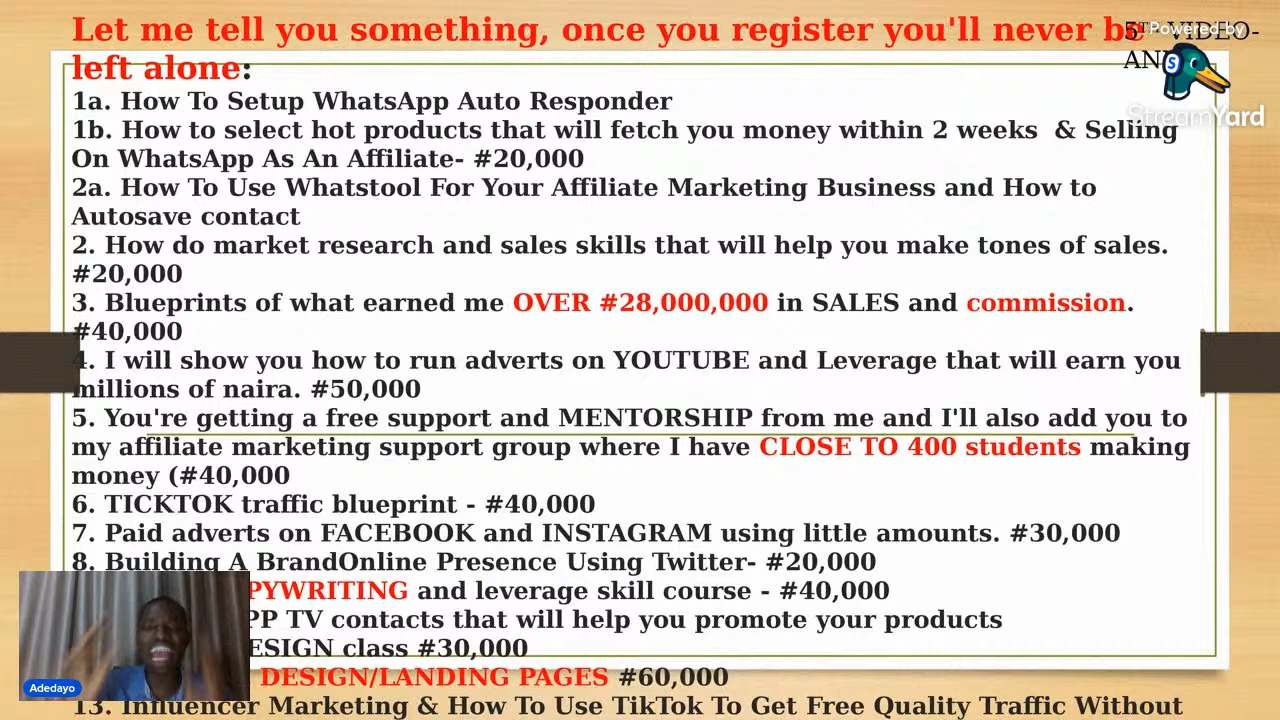 Let me tell you something, once you register you'll never be
left alone:
1a. How To Setup WhatsApp Auto Responder
1b. How to select hot products that will fetch you money within 2 weeks & Selling
On WhatsApp As An Affiliate- #20,000
2a. How To Use Whatstool For Your Affiliate Marketing Business and How to
Autosave contact
2. How do market research and sales skills that will help you make tones of sales.
#20,000
3. Blueprints of what earned me OVER #28,000,000 in SALES and commission.
#40,000
4. I will show you how to run adverts on YOUTUBE and Leverage that will earn you
millions of naira. #50,000
5. You're getting a free support and MENTORSHIP from me and I'll also add you to
my affiliate marketing support group where I have CLOSE TO 400 students making
money (#40,000
6. TICKTOK traffic blueprint - #40,000
7. Paid adverts on FACEBOOK and INSTAGRAM using little amounts. #30,000
8. Building A BrandOnline Presence Using Twitter- #20,000
PYWRITING and leverage skill course - #40,000
PP TV contacts that will help you promote your products
ESIGN class #30,000
DESIGN/LANDING PAGES #60,000
13. Influencer Marketing & How To Use TikTok To Get Free Quality Traffic Without
Powered by
StreamYard
Adedayo